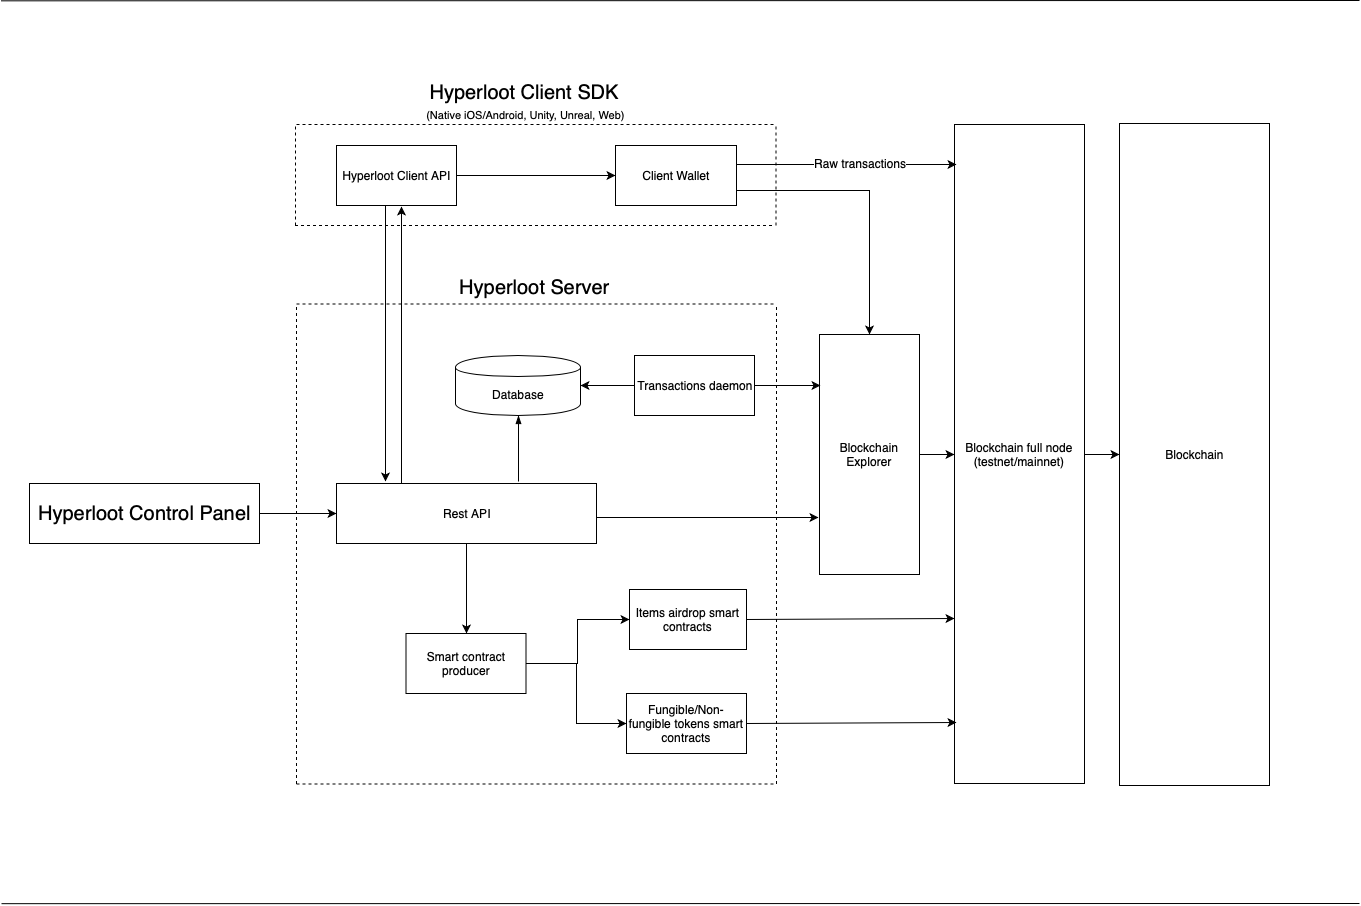 Hyperloot Client SDK
(Native iOS/Android, Unity, Unreal, Web)
Hyperloot Client API
Client Wallet
Raw transactions
Hyperloot Server
Database
Transactions daemon
Blockchain
Explorer
Blockchain full node
(testnet/mainnet)
Blockchain
Hyperloot Control Panel
Rest API
Items airdrop smart
contracts
Smart contract
producer
Fungible/Non-
fungible tokens smart
contracts